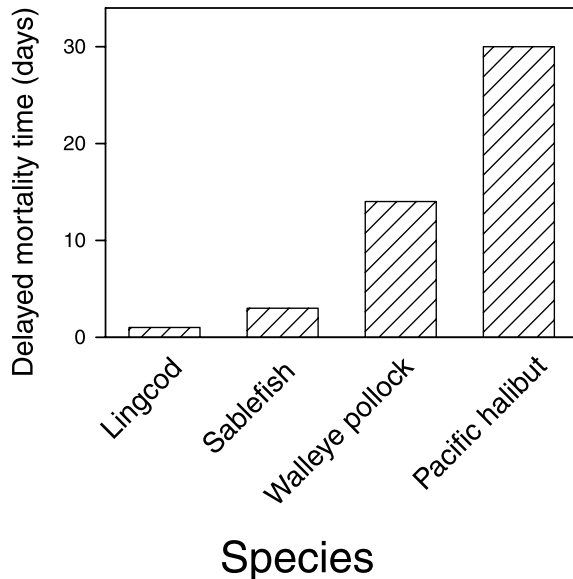 Delayed mortality time (days)
30
20
10
0
Lingcod
Sablefish
Walleye pollock
Pacific halibut
Species